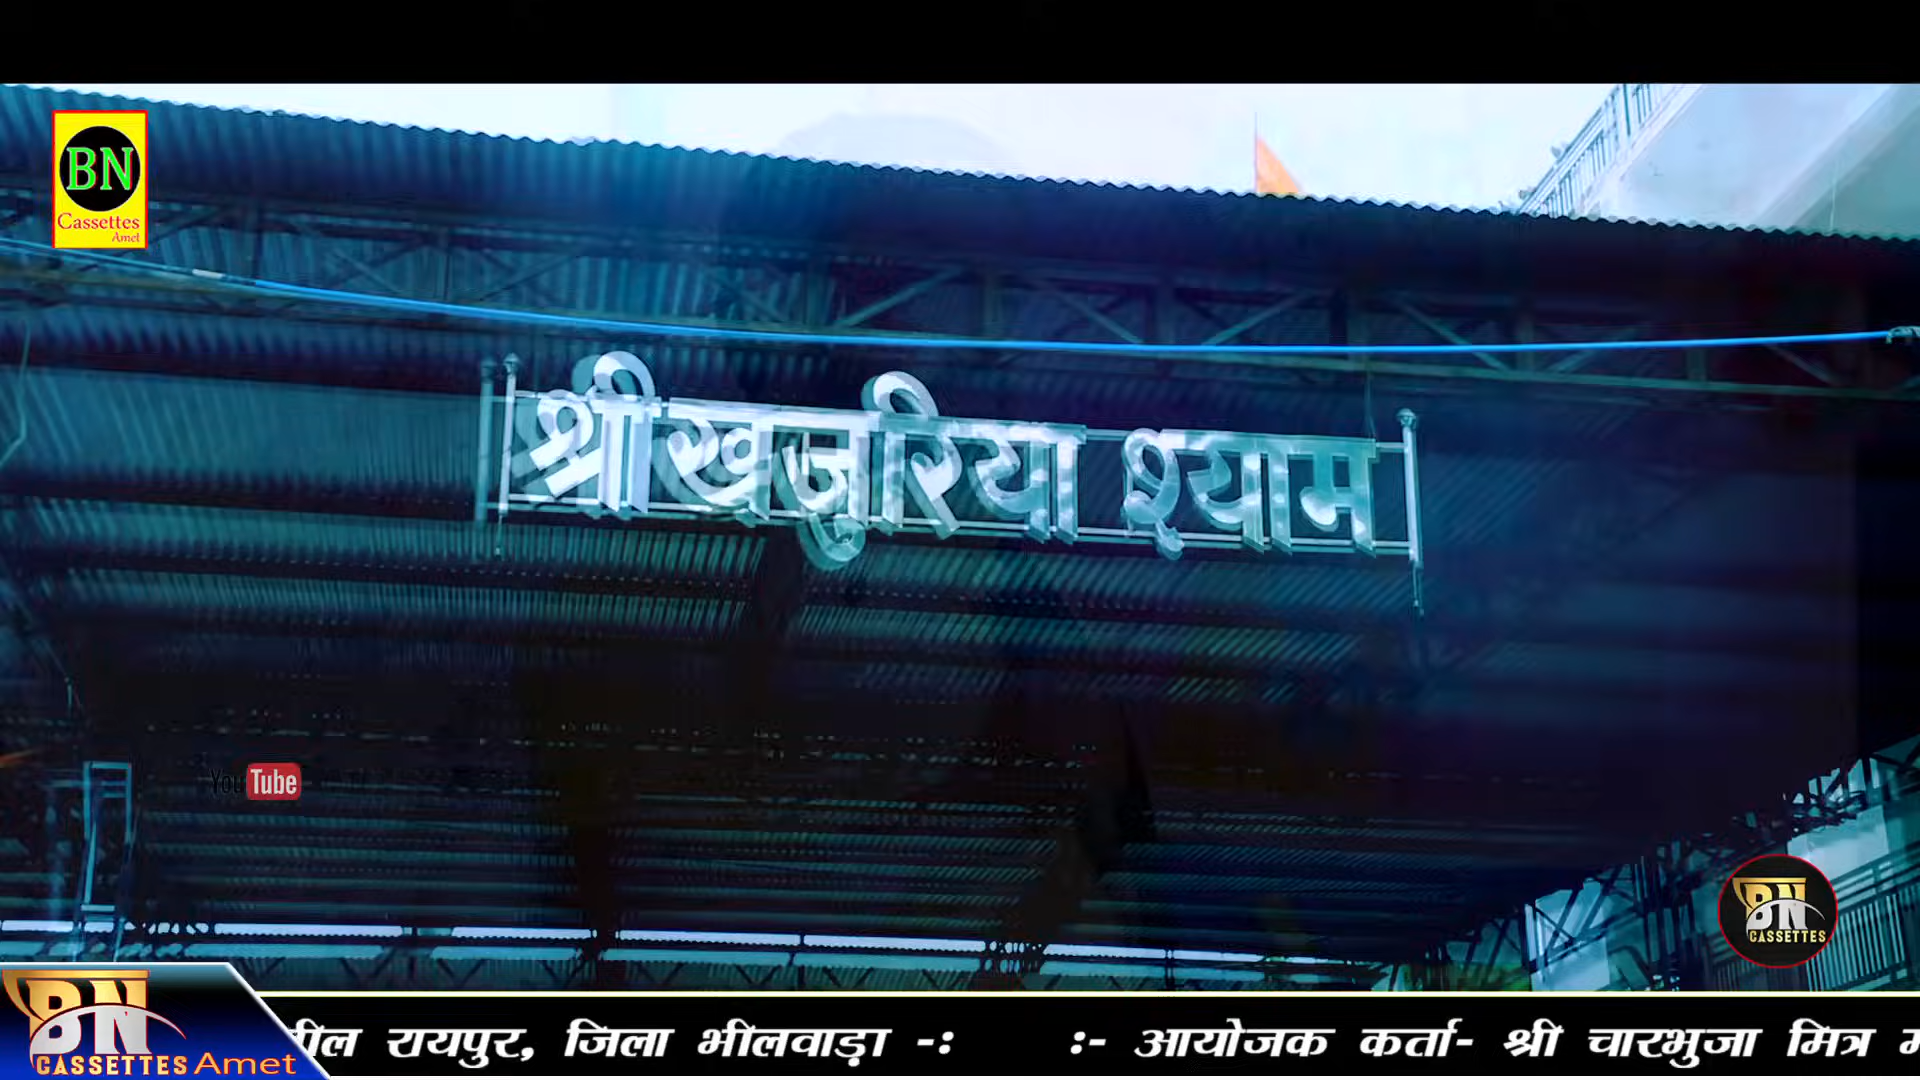 BN
Cassettes
Amet
श्री खजुरिया श्याम
YouTube
BN
CASSETTES
BN
CASSETTES Amet
रायपुर, जिला भीलवाड़ा -: :- आयोजक कर्ता- श्री चारभुजा मित्र